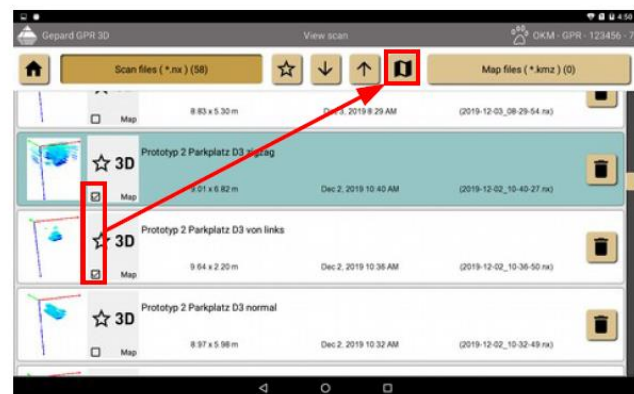 4:50
Gepard GPR 3D
View scan
OKM - GPR - 123456 - 7
Scan files ( *.nx ) (58)
Map files ( *.kmz ) (0)
Map
8.83 x 5.30 m
Dec 3, 2019 8:29 AM
(2019-12-03_08-29-54.nx)
Prototyp 2 Parkplatz D3 zigzag
3D
Map
9.01 x 6.82 m
Dec 2, 2019 10:40 AM
(2019-12-02_10-40-27.nx)
Prototyp 2 Parkplatz D3 von links
3D
Map
9.64 x 2.20 m
Dec 2, 2019 10:36 AM
(2019-12-02_10-36-50.nx)
Prototyp 2 Parkplatz D3 normal
3D
Map
8.97 x 5.98 m
Dec 2, 2019 10:32 AM
(2019-12-02_10-32-49.nx)